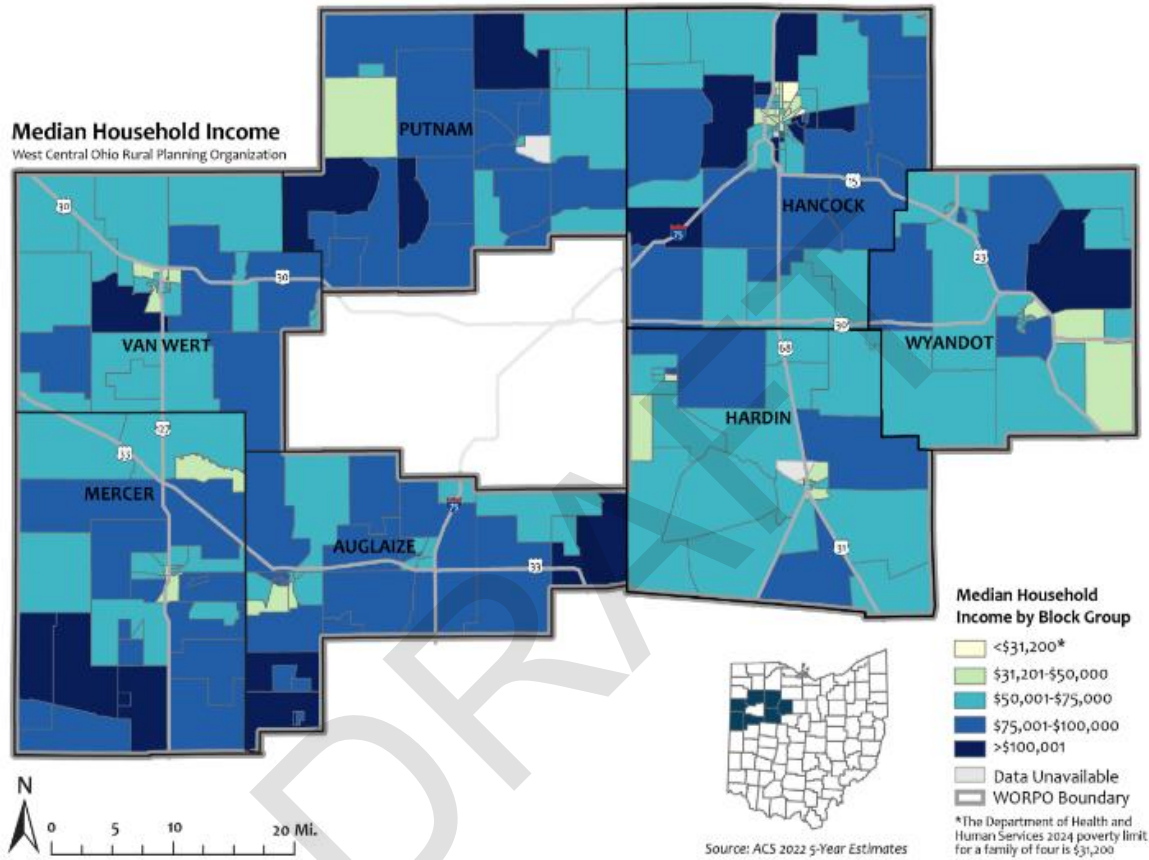 Median Household Income
West Central Ohio Rural Planning Organization
PUTNAM
HANCOCK
VAN WERT
WYANDOT
HARDIN
MERCER
AUGLAIZE
30
30
15
75
23
30
68
27
33
75
33
31
DRAFT
Median Household
Income by Block Group
<$31,200*
$31,201-$50,000
$50,001-$75,000
$75,001-$100,000
>$100,001
Data Unavailable
WORPO Boundary
*The Department of Health and
Human Services 2024 poverty limit
for a family of four is $31,200
N
0 5 10 20 Mi.
Source: ACS 2022 5-Year Estimates